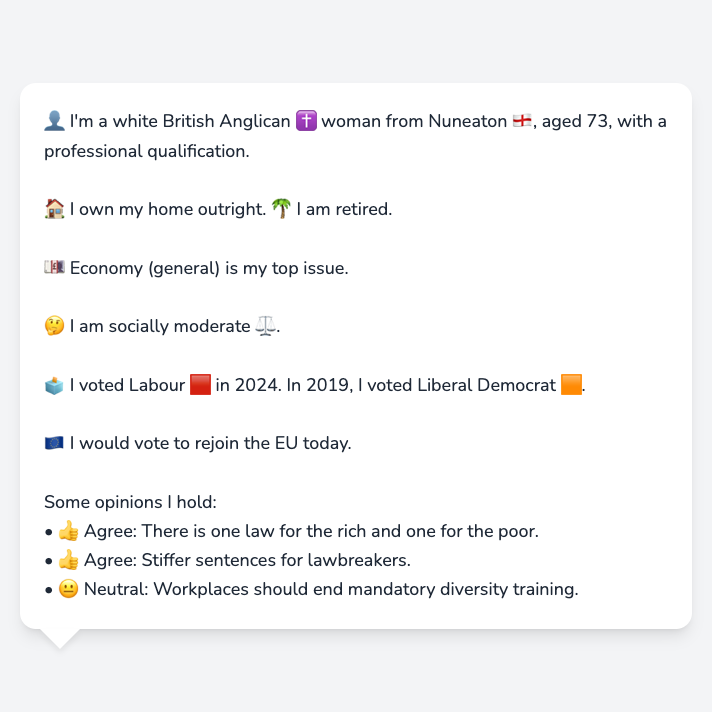 👤 I'm a white British Anglican ✝️ woman from Nuneaton 🏴󠁧󠁢󠁥󠁮󠁧󠁿, aged 73, with a
professional qualification.
🏠 I own my home outright. 🌴 I am retired.
💷 Economy (general) is my top issue.
🤔 I am socially moderate ⚖️.
🗳️ I voted Labour 🟥 in 2024. In 2019, I voted Liberal Democrat 🟧.
🇪🇺 I would vote to rejoin the EU today.
Some opinions I hold:
• 👍 Agree: There is one law for the rich and one for the poor.
• 👍 Agree: Stiffer sentences for lawbreakers.
• 😐 Neutral: Workplaces should end mandatory diversity training.